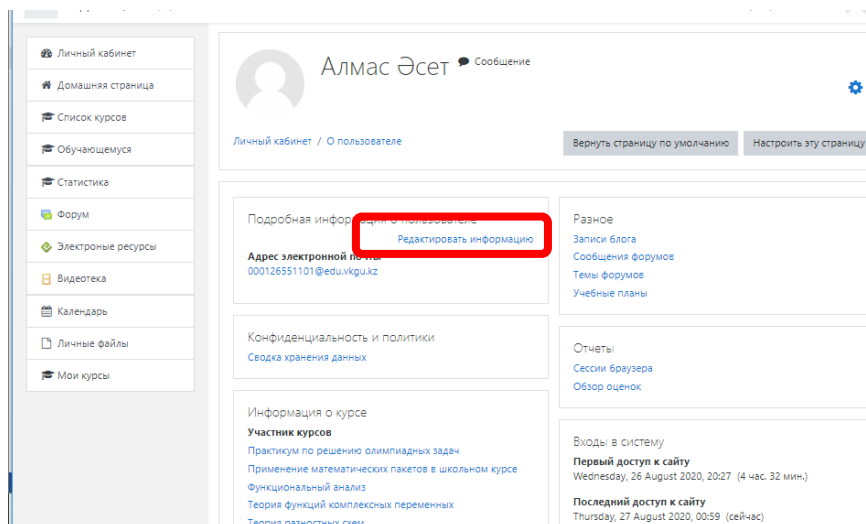 Личный кабинет
Домашняя страница
Список курсов
Обучающемуся
Статистика
Форум
Электроные ресурсы
Видеотека
Календарь
Личные файлы
Мои курсы
Алмас Әсет Сообщение
Личный кабинет / О пользователе
Вернуть страницу по умолчанию
Настроить эту страницу
Подробная информация о пользователе
Редактировать информацию
Адрес электронной почты
000126551101@edu.vkgu.kz
Конфиденциальность и политики
Сводка хранения данных
Информация о курсе
Участник курсов
Практикум по решению олимпиадных задач
Применение математических пакетов в школьном курсе
Функциональный анализ
Теория функций комплексных переменных
Теория разностных схем
Разное
Записи блога
Сообщения форумов
Темы форумов
Учебные планы
Отчеты
Сессии браузера
Обзор оценок
Входы в систему
Первый доступ к сайту
Wednesday, 26 August 2020, 20:27 (4 час. 32 мин.)
Последний доступ к сайту
Thursday, 27 August 2020, 00:59 (сейчас)